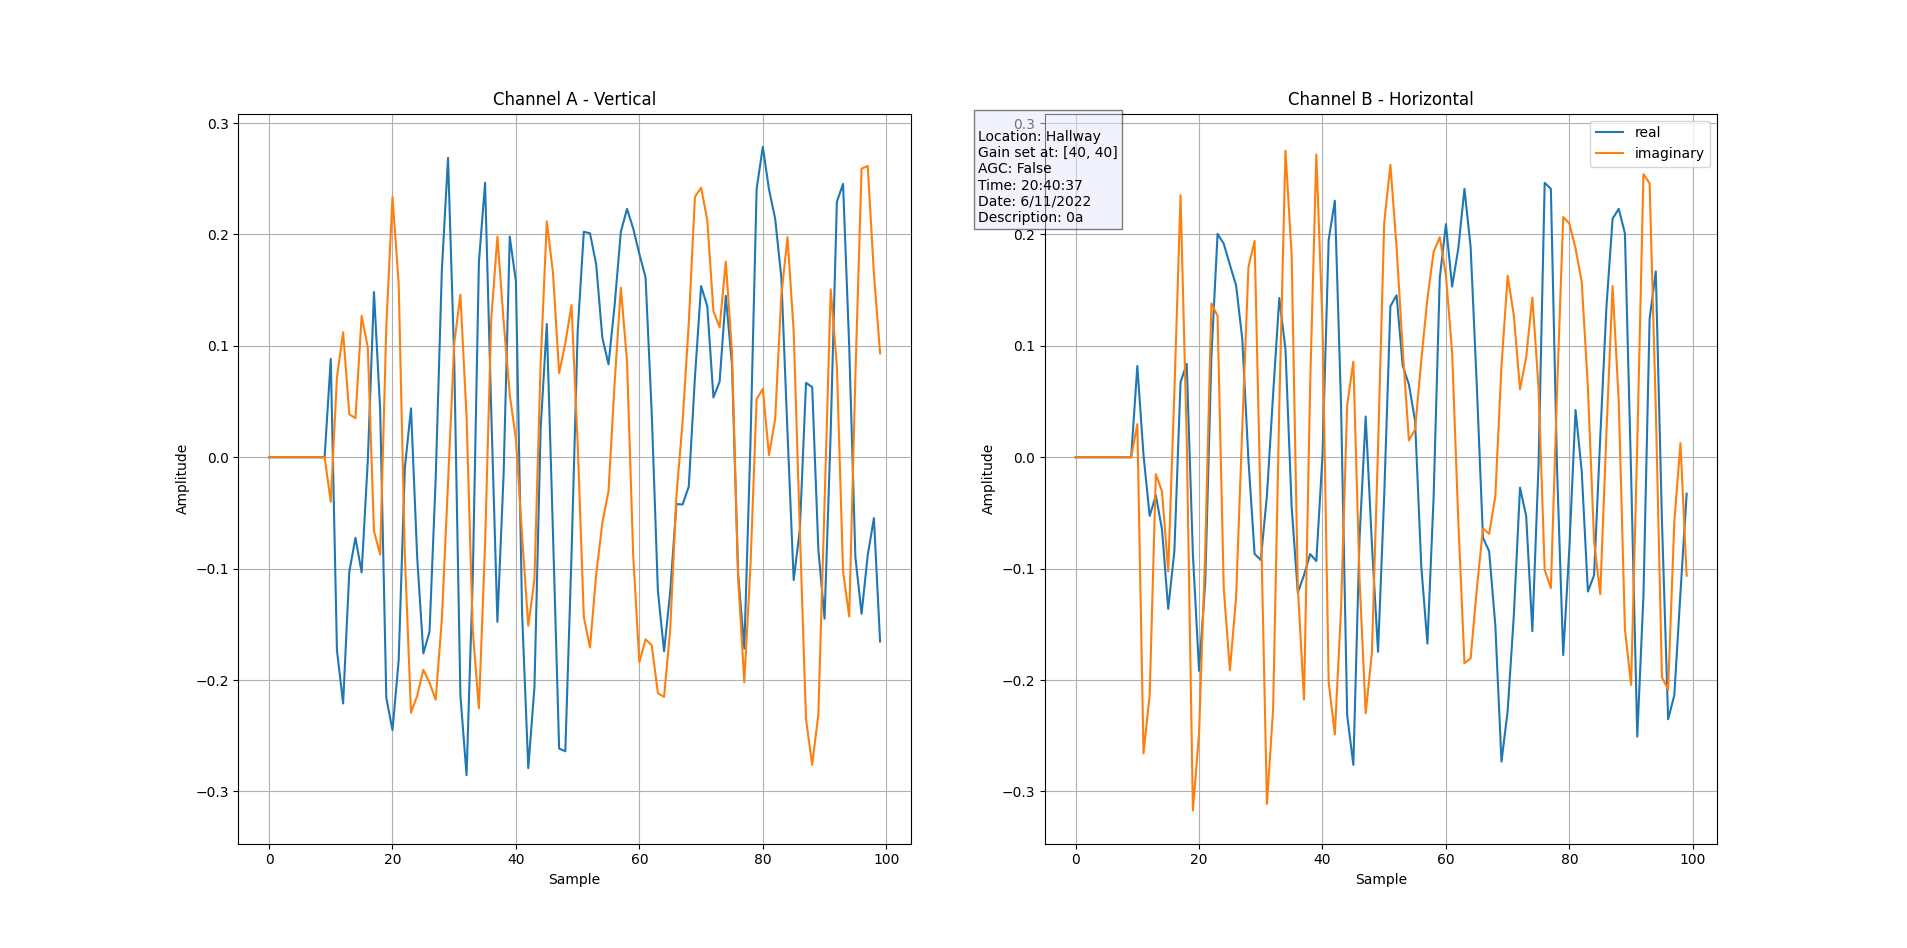 Channel A - Vertical
0.3
0.2
0.1
0.0
−0.1
−0.2
−0.3
Amplitude
0
20
40
60
80
100
Sample
Channel B - Horizontal
Location: Hallway
Gain set at: [40, 40]
AGC: False
Time: 20:40:37
Date: 6/11/2022
Description: 0a
real
imaginary
0.3
0.2
0.1
0.0
−0.1
−0.2
−0.3
Amplitude
0
20
40
60
80
100
Sample